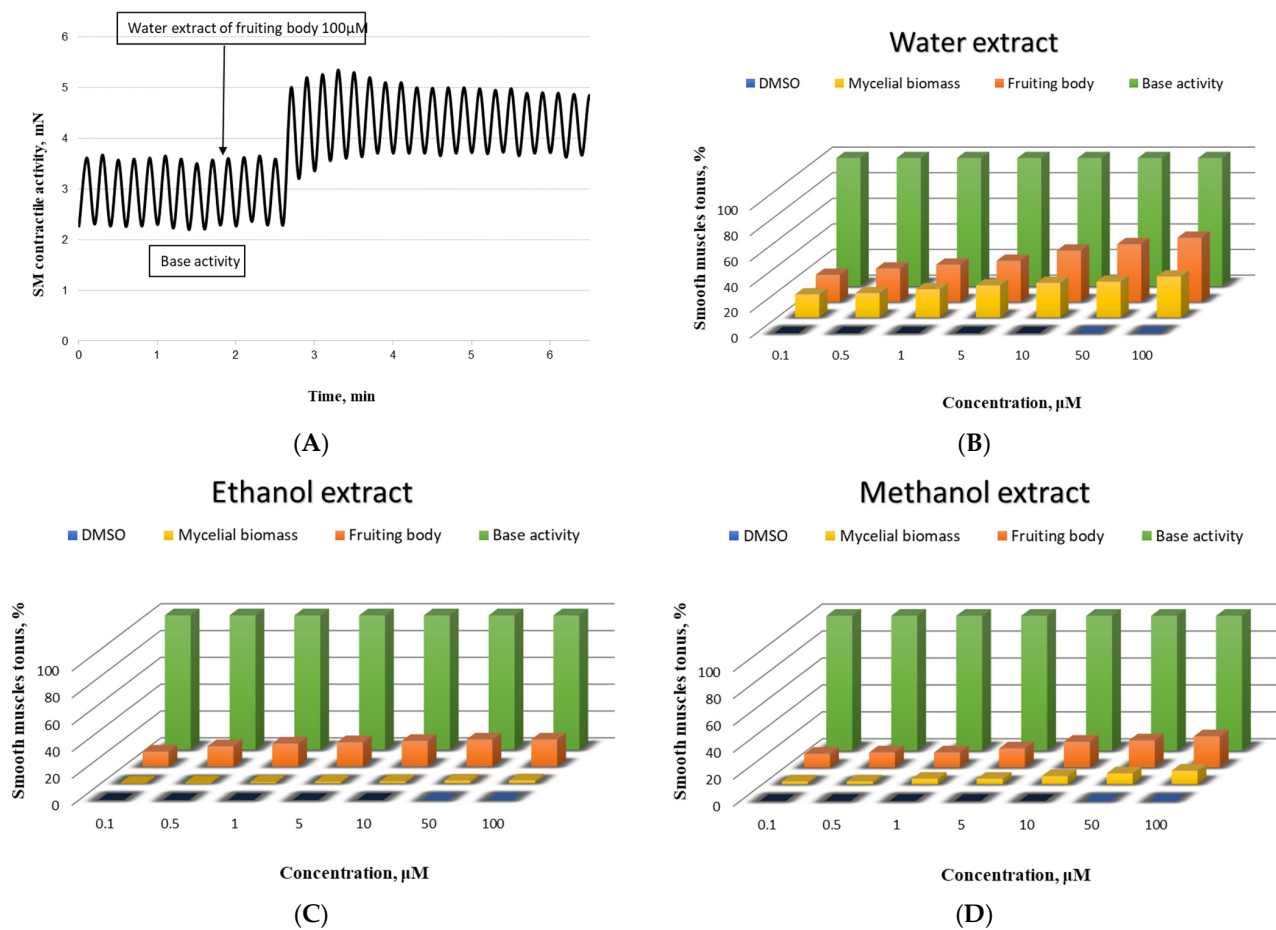 Water extract of fruiting body 100µM
6
5
4
3
2
1
0
SM contractile activity, mN
Base activity
0 1 2 3 4 5 6
Time, min
(A)
Water extract
DMSO Mycelial biomass Fruiting body Base activity
Smooth muscles tonus, %
100
80
60
40
20
0
0.1 0.5 1 5 10 50 100
Concentration, µM
(B)
Ethanol extract
DMSO Mycelial biomass Fruiting body Base activity
Smooth muscles tonus, %
100
80
60
40
20
0
0.1 0.5 1 5 10 50 100
Concentration, µM
(C)
Methanol extract
DMSO Mycelial biomass Fruiting body Base activity
Smooth muscles tonus, %
100
80
60
40
20
0
0.1 0.5 1 5 10 50 100
Concentration, µM
(D)